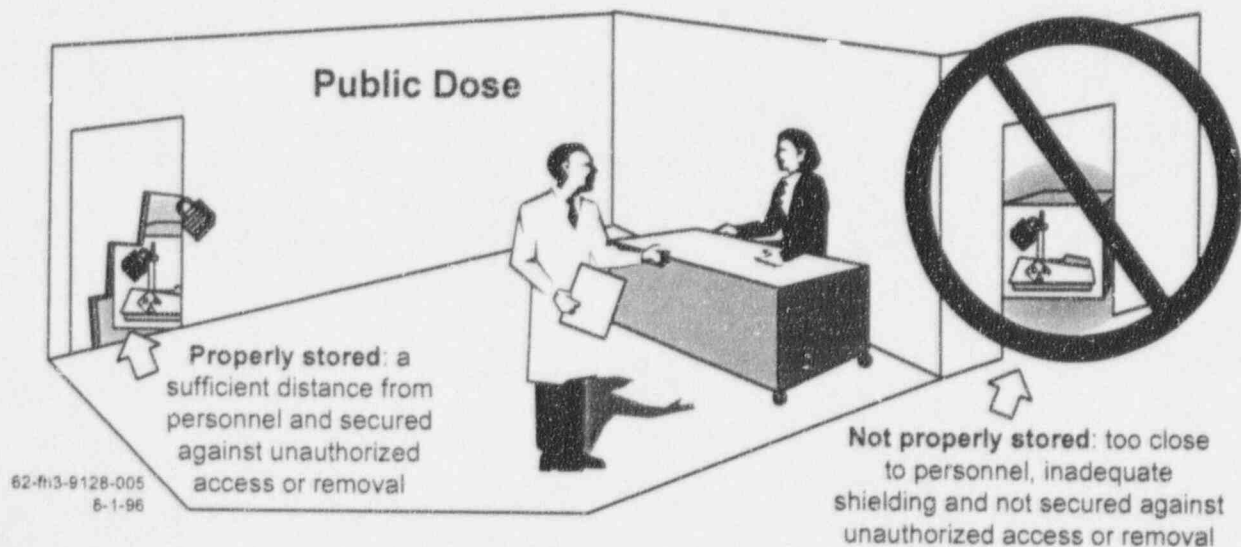 Public Dose
Properly stored: a
sufficient distance from
personnel and secured
against unauthorized
access or removal
62-fh3-9128-005
6-1-96
Not properly stored: too close
to personnel, inadequate
shielding and not secured against
unauthorized access or removal